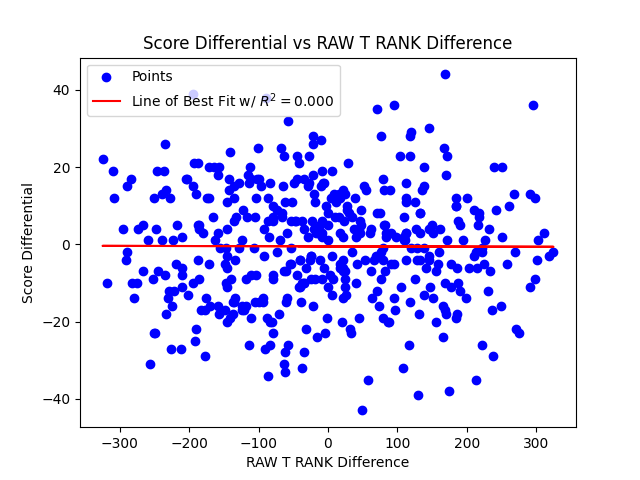 Score Differential vs RAW T RANK Difference
Points
Line of Best Fit w/ R² = 0.000
40
20
0
−20
−40
Score Differential
−300 −200 −100 0 100 200 300
RAW T RANK Difference